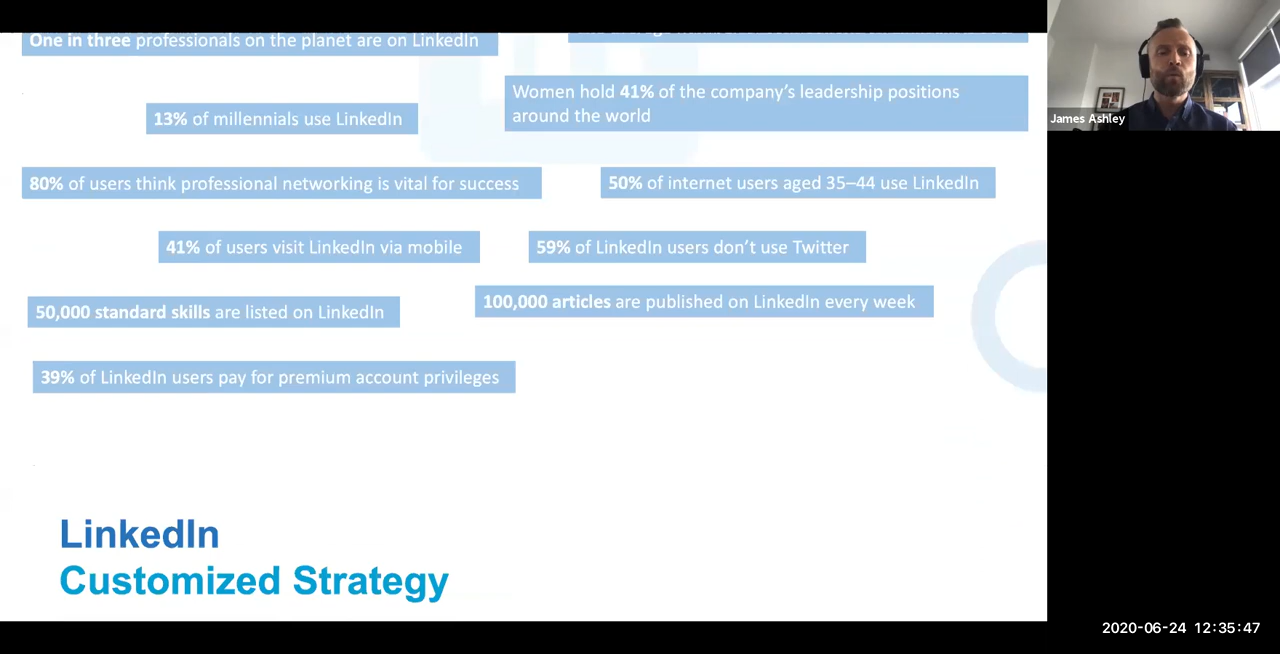 One in three professionals on the planet are on LinkedIn
Women hold 41% of the company's leadership positions
around the world
13% of millennials use LinkedIn
80% of users think professional networking is vital for success
50% of internet users aged 35–44 use LinkedIn
41% of users visit LinkedIn via mobile
59% of LinkedIn users don't use Twitter
50,000 standard skills are listed on LinkedIn
100,000 articles are published on LinkedIn every week
39% of LinkedIn users pay for premium account privileges
LinkedIn
Customized Strategy
James Ashley
2020-06-24 12:35:47